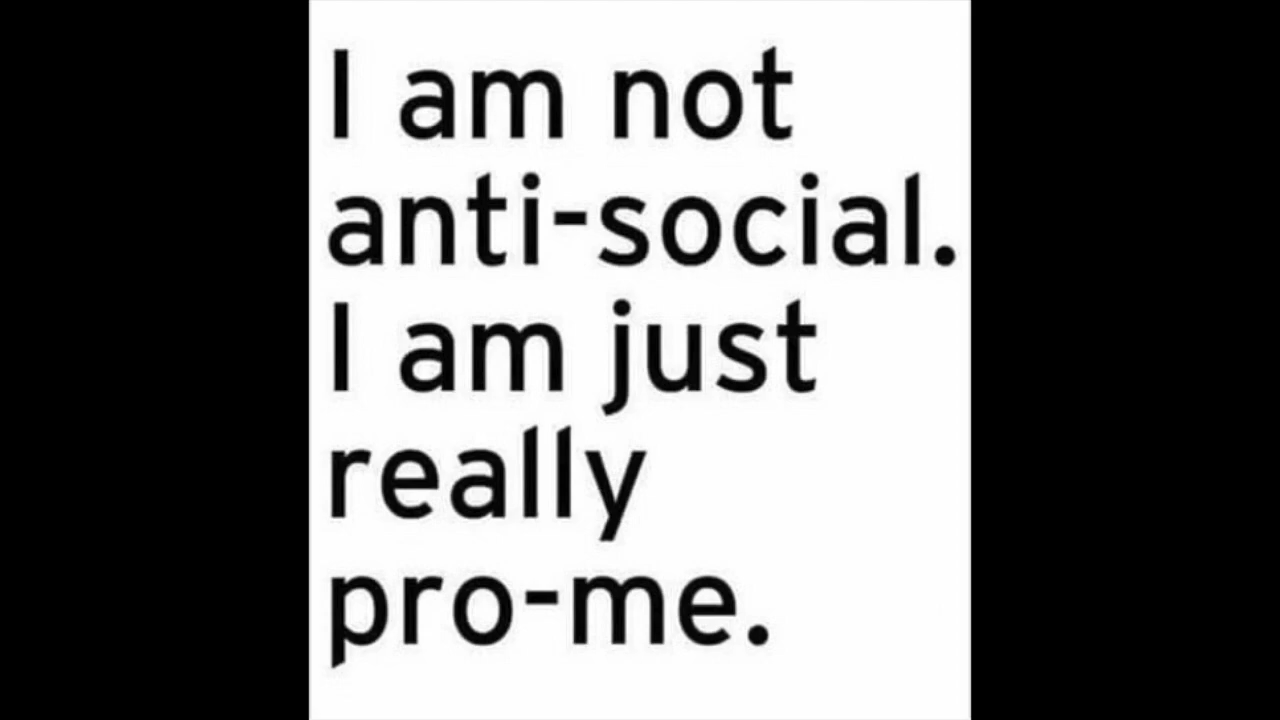 I am not
anti-social.
I am just
really
pro-me.